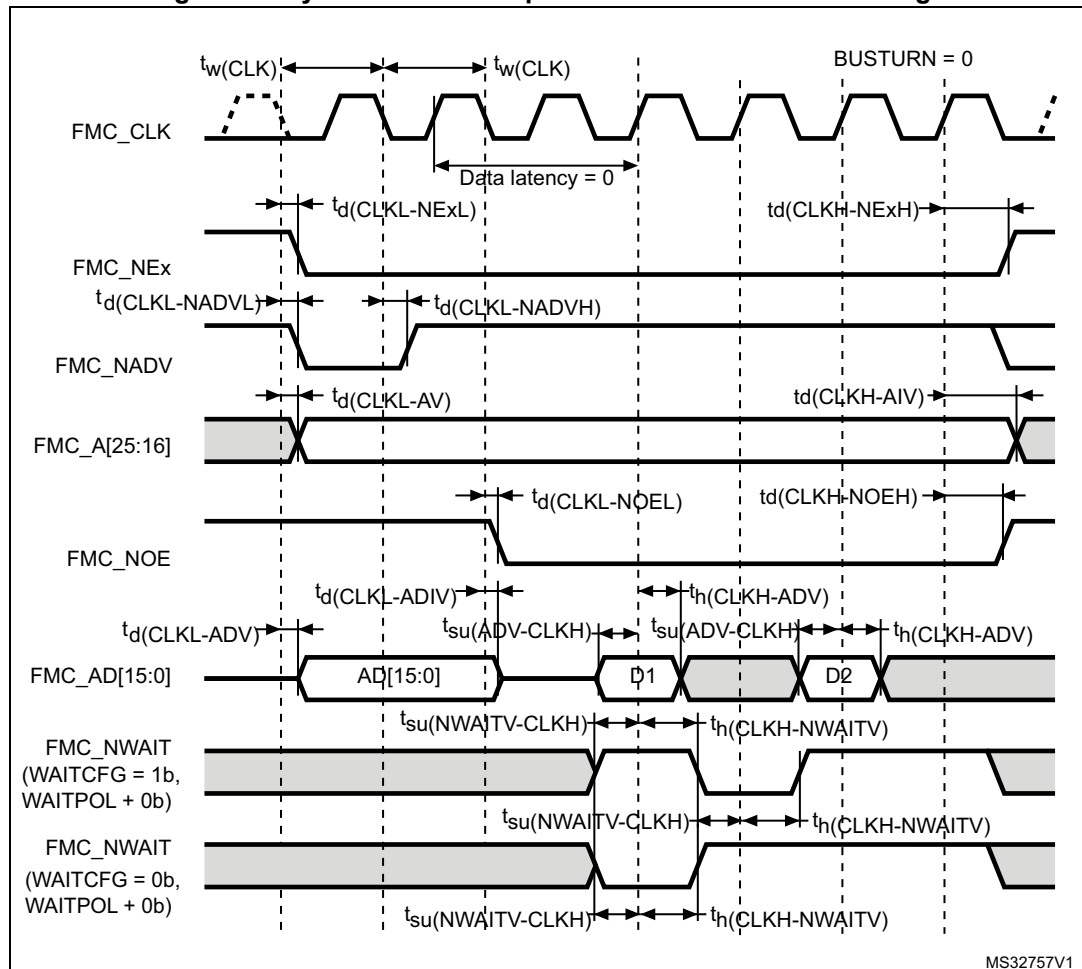 tw(CLK)
tw(CLK)
BUSTURN = 0
FMC_CLK
Data latency = 0
td(CLKL-NExL)
td(CLKH-NExH)
FMC_NEx
td(CLKL-NADVL)
td(CLKL-NADVH)
FMC_NADV
td(CLKL-AV)
td(CLKH-AIV)
FMC_A[25:16]
td(CLKL-NOEL)
td(CLKH-NOEH)
FMC_NOE
td(CLKL-ADIV)
th(CLKH-ADV)
td(CLKL-ADV)
tsu(ADV-CLKH)
tsu(ADV-CLKH)
th(CLKH-ADV)
FMC_AD[15:0]
AD[15:0]
D1
D2
tsu(NWAITV-CLKH)
th(CLKH-NWAITV)
FMC_NWAIT
(WAITCFG = 1b,
WAITPOL + 0b)
tsu(NWAITV-CLKH)
th(CLKH-NWAITV)
FMC_NWAIT
(WAITCFG = 0b,
WAITPOL + 0b)
tsu(NWAITV-CLKH)
th(CLKH-NWAITV)
MS32757V1